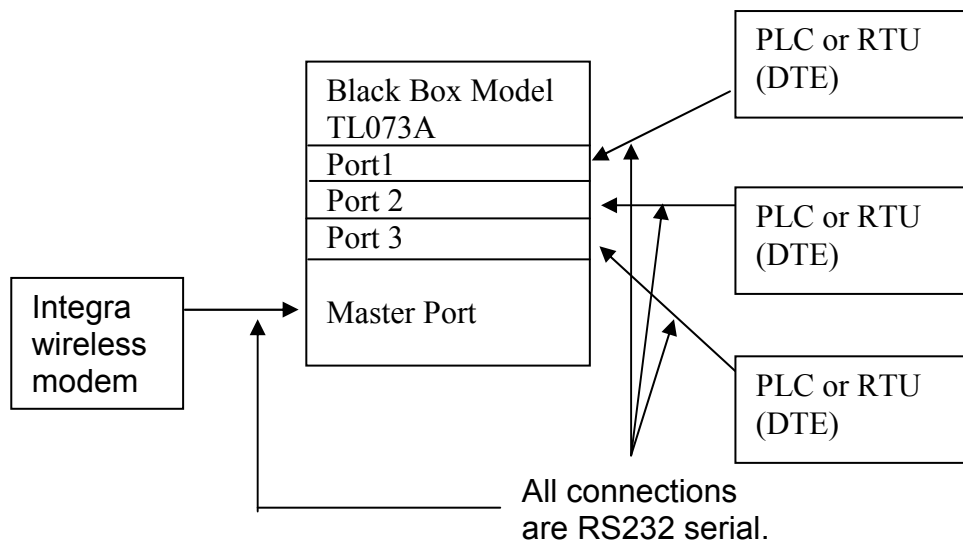 Black Box Model
TL073A
Port1
Port 2
Port 3
Master Port
Integra
wireless
modem
PLC or RTU
(DTE)
PLC or RTU
(DTE)
PLC or RTU
(DTE)
All connections
are RS232 serial.